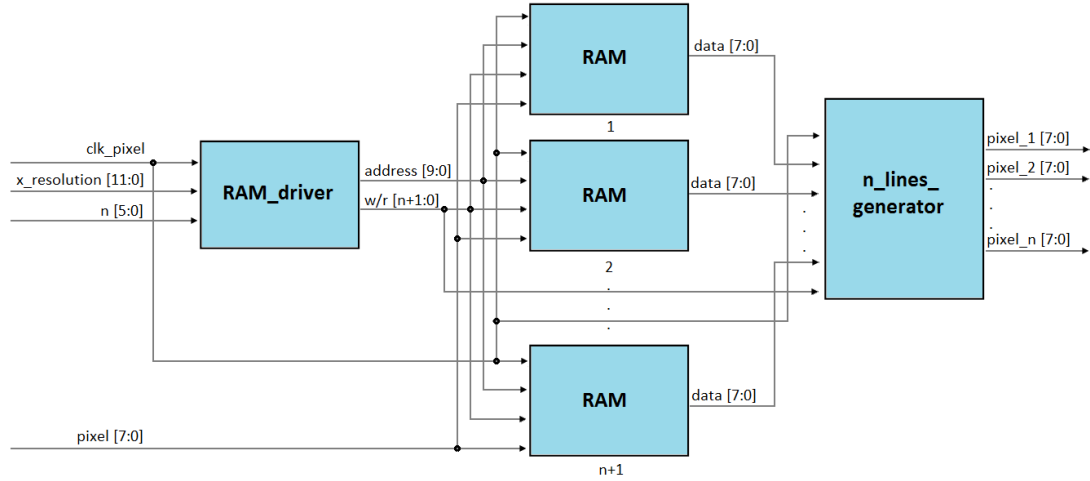 clk_pixel
x_resolution [11:0]
n [5:0]
pixel [7:0]
RAM_driver
address [9:0]
w/r [n+1:0]
RAM
1
data [7:0]
RAM
2
data [7:0]
.
.
.
RAM
n+1
data [7:0]
.
.
.
n_lines_
generator
pixel_1 [7:0]
pixel_2 [7:0]
.
.
.
pixel_n [7:0]